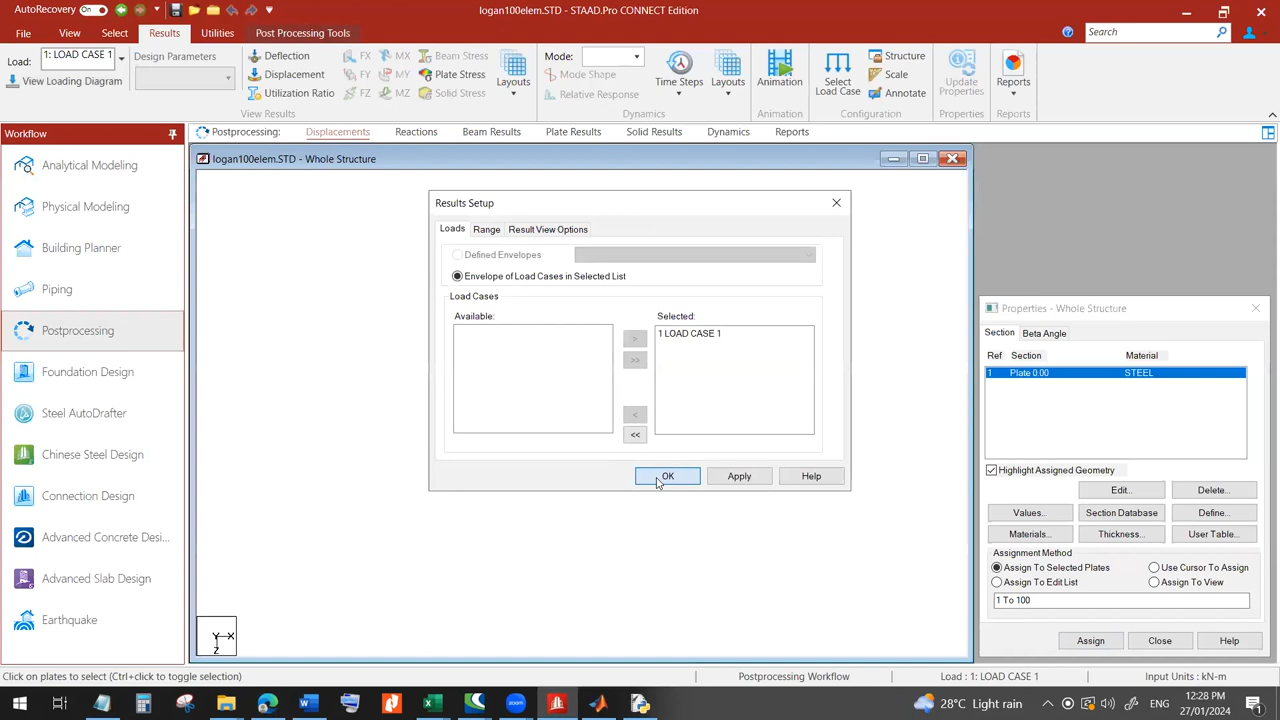 AutoRecovery On
logan100elem.STD - STAAD.Pro CONNECT Edition
File View Select Results Utilities Post Processing Tools
Search
Load: 1: LOAD CASE 1
View Loading Diagram
Design Parameters
Deflection
Displacement
Utilization Ratio
FX MX
FY MY
FZ MZ
Beam Stress
Plate Stress
Solid Stress
Layouts
View Results
Mode:
Mode Shape
Relative Response
Time Steps
Layouts
Dynamics
Animation
Animation
Select Load Case
Structure
Scale
Annotate
Configuration
Update Properties
Properties
Reports
Reports
Workflow
Postprocessing: Displacements Reactions Beam Results Plate Results Solid Results Dynamics Reports
Analytical Modeling
Physical Modeling
Building Planner
Piping
Postprocessing
Foundation Design
Steel AutoDrafter
Chinese Steel Design
Connection Design
Advanced Concrete Desi...
Advanced Slab Design
Earthquake
logan100elem.STD - Whole Structure
Results Setup
Loads Range Result View Options
Defined Envelopes
Envelope of Load Cases in Selected List
Load Cases
Available: Selected:
1 LOAD CASE 1
>
>>
<
<<
OK Apply Help
Y X
Z
Properties - Whole Structure
Section Beta Angle
Ref Section Material
1 Plate 0.00 STEEL
Highlight Assigned Geometry
Edit... Delete...
Values... Section Database Define...
Materials... Thickness... User Table...
Assignment Method
Assign To Selected Plates Use Cursor To Assign
Assign To Edit List Assign To View
1 To 100
Assign Close Help
Click on plates to select (Ctrl+click to toggle selection)
Postprocessing Workflow
Load : 1: LOAD CASE 1
Input Units : kN-m
28°C Light rain
ENG
12:28 PM
27/01/2024